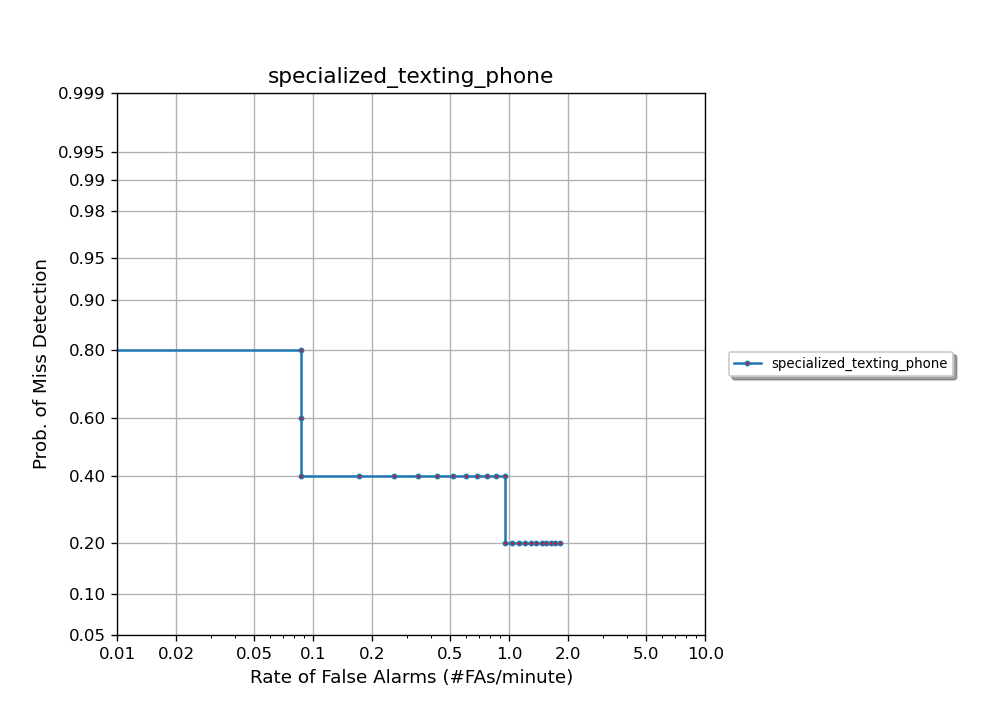 specialized_texting_phone
0.999
0.995
0.99
0.98
0.95
0.90
0.80
0.60
0.40
0.20
0.10
0.05
Prob. of Miss Detection
0.01 0.02 0.05 0.1 0.2 0.5 1.0 2.0 5.0 10.0
Rate of False Alarms (#FAs/minute)
specialized_texting_phone